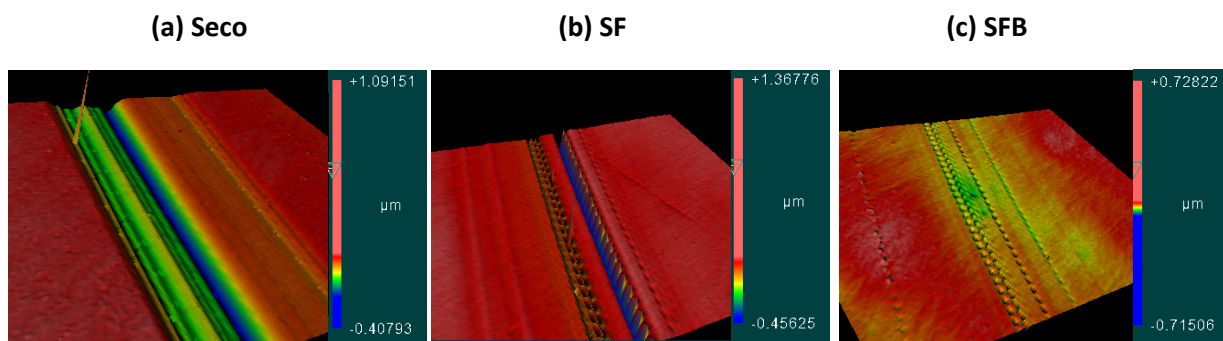 (a) Seco
(b) SF
(c) SFB
+1.09151
µm
-0.40793
+1.36776
µm
-0.45625
+0.72822
µm
-0.71506